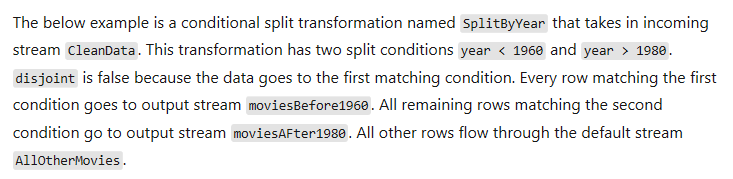 The below example is a conditional split transformation named SplitByYear that takes in incoming
stream CleanData. This transformation has two split conditions year < 1960 and year > 1980.
disjoint is false because the data goes to the first matching condition. Every row matching the first
condition goes to output stream moviesBefore1960. All remaining rows matching the second
condition go to output stream moviesAFter1980. All other rows flow through the default stream
AllOtherMovies.